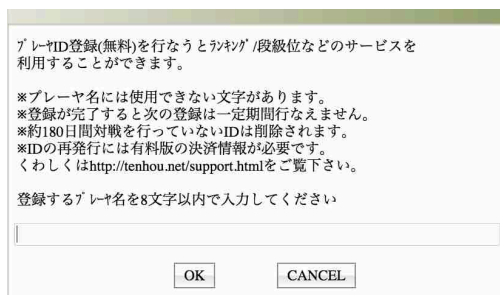 ﾌﾟﾚｰﾔID登録(無料)を行なうとﾗﾝｷﾝｸﾞ/段級位などのサービスを
利用することができます。
※プレーヤ名には使用できない文字があります。
※登録が完了すると次の登録は一定期間行なえません。
※約180日間対戦を行っていないIDは削除されます。
※IDの再発行には有料版の決済情報が必要です。
くわしくはhttp://tenhou.net/support.htmlをご覧下さい。
登録するﾌﾟﾚｰﾔ名を8文字以内で入力してください
OK
CANCEL